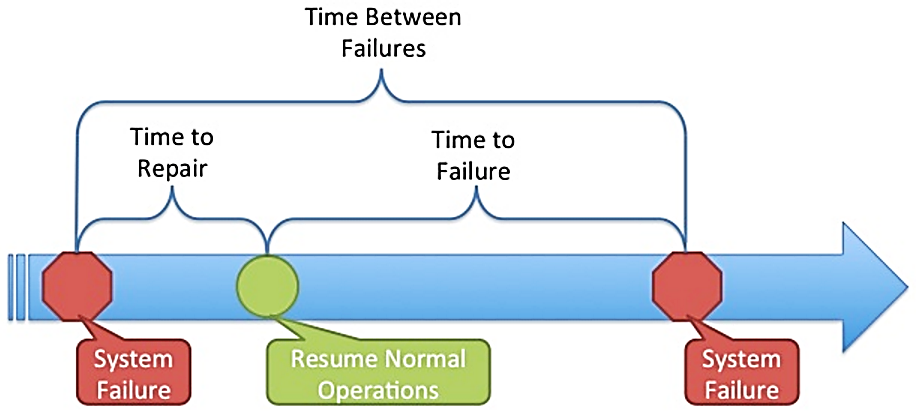 Time Between
Failures
Time to
Repair
Time to
Failure
System
Failure
Resume Normal
Operations
System
Failure